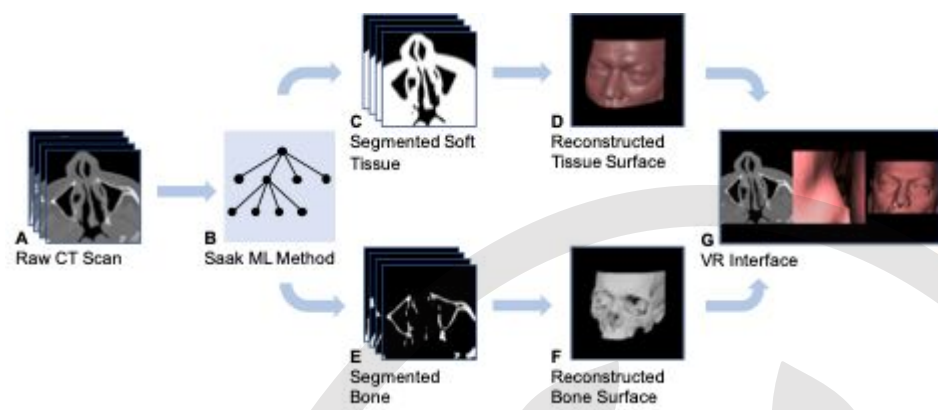 C
Segmented Soft
Tissue
D
Reconstructed
Tissue Surface
A
Raw CT Scan
B
Saak ML Method
G
VR Interface
E
Segmented
Bone
F
Reconstructed
Bone Surface